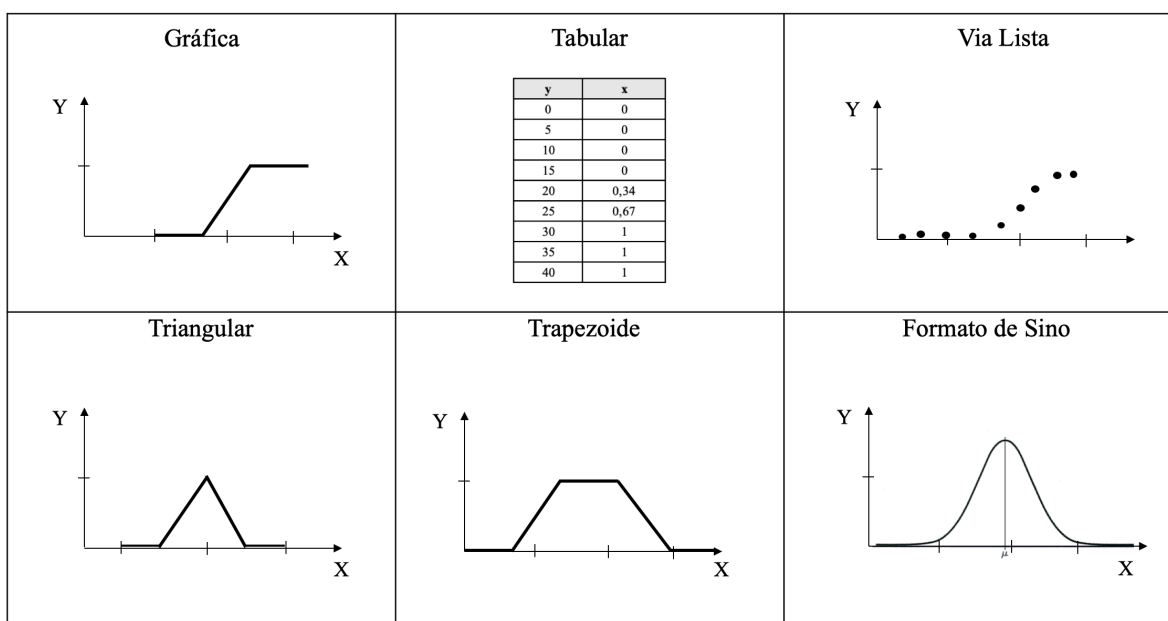 Gráfica
Y
X
Tabular
y x
0 0
5 0
10 0
15 0
20 0,34
25 0,67
30 1
35 1
40 1
Via Lista
Y
X
Triangular
Y
X
Trapezoide
Y
X
Formato de Sino
Y
μ
X